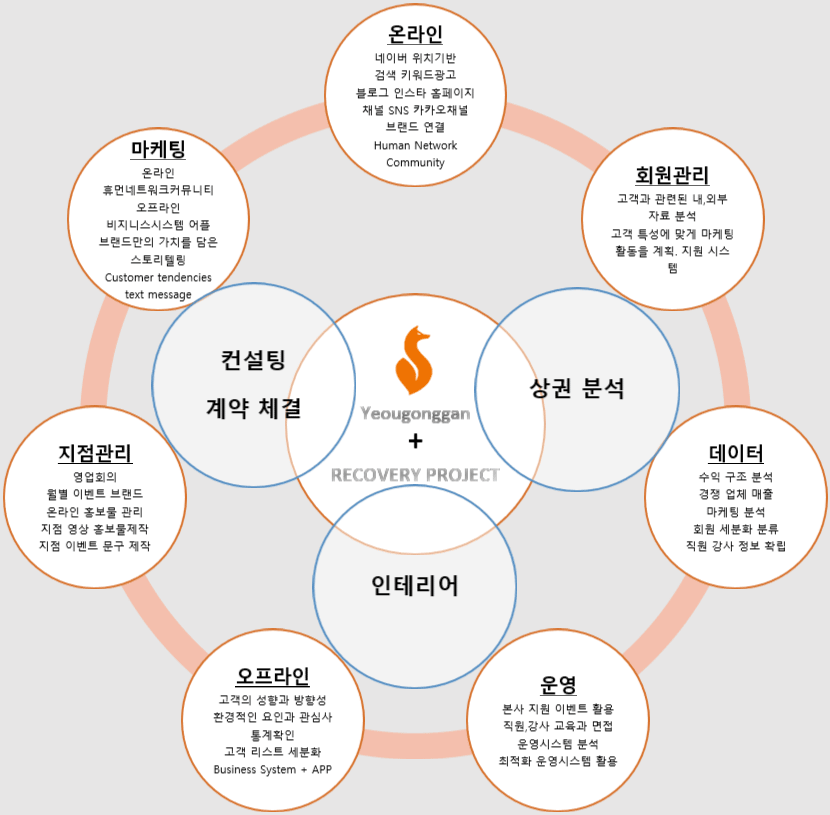 온라인
네이버 위치기반
검색 키워드광고
블로그 인스타 홈페이지
채널 SNS 카카오채널
브랜드 연결
Human Network
Community
마케팅
온라인
휴먼네트워크커뮤니티
오프라인
비지니스시스템 어플
브랜드만의 가치를 담은
스토리텔링
Customer tendencies
text message
회원관리
고객과 관련된 내,외부
자료 분석
고객 특성에 맞게 마케팅
활동을 계획. 지원 시스
템
컨설팅
계약 체결
Yeougonggan
+
RECOVERY PROJECT
상권 분석
인테리어
지점관리
영업회의
월별 이벤트 브랜드
온라인 홍보물 관리
지점 영상 홍보물제작
지점 이벤트 문구 제작
데이터
수익 구조 분석
경쟁 업체 매출
마케팅 분석
회원 세분화 분류
직원 강사 정보 확립
오프라인
고객의 성향과 방향성
환경적인 요인과 관심사
통계확인
고객 리스트 세분화
Business System + APP
운영
본사 지원 이벤트 활용
직원,강사 교육과 면접
운영시스템 분석
최적화 운영시스템 활용